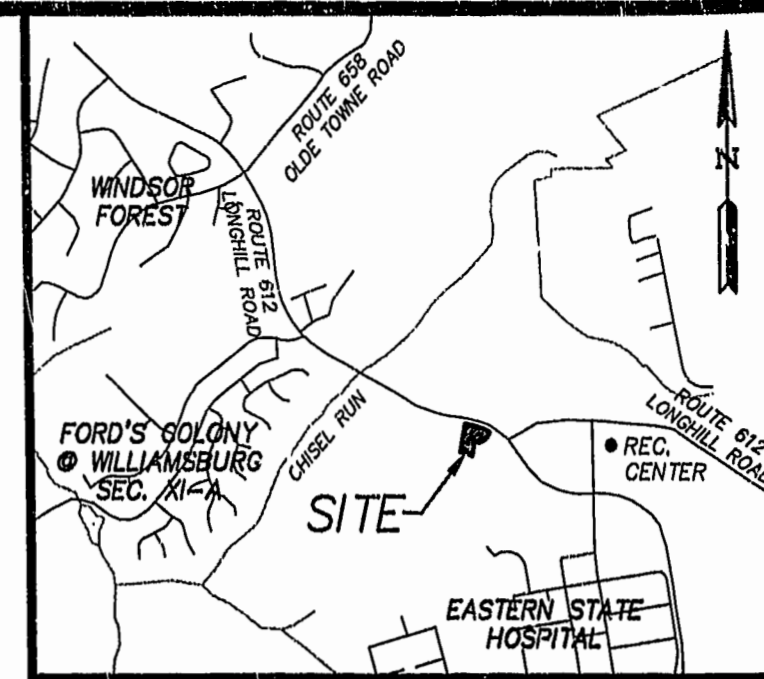 ROUTE 658
OLDE TOWNE ROAD
N
WINDSOR
FOREST
ROUTE 612
LONGHILL ROAD
ROUTE 612
LONGHILL ROAD
FORD'S COLONY
@ WILLIAMSBURG
SEC. XI-A
CHISEL RUN
REC.
CENTER
SITE
EASTERN STATE
HOSPITAL